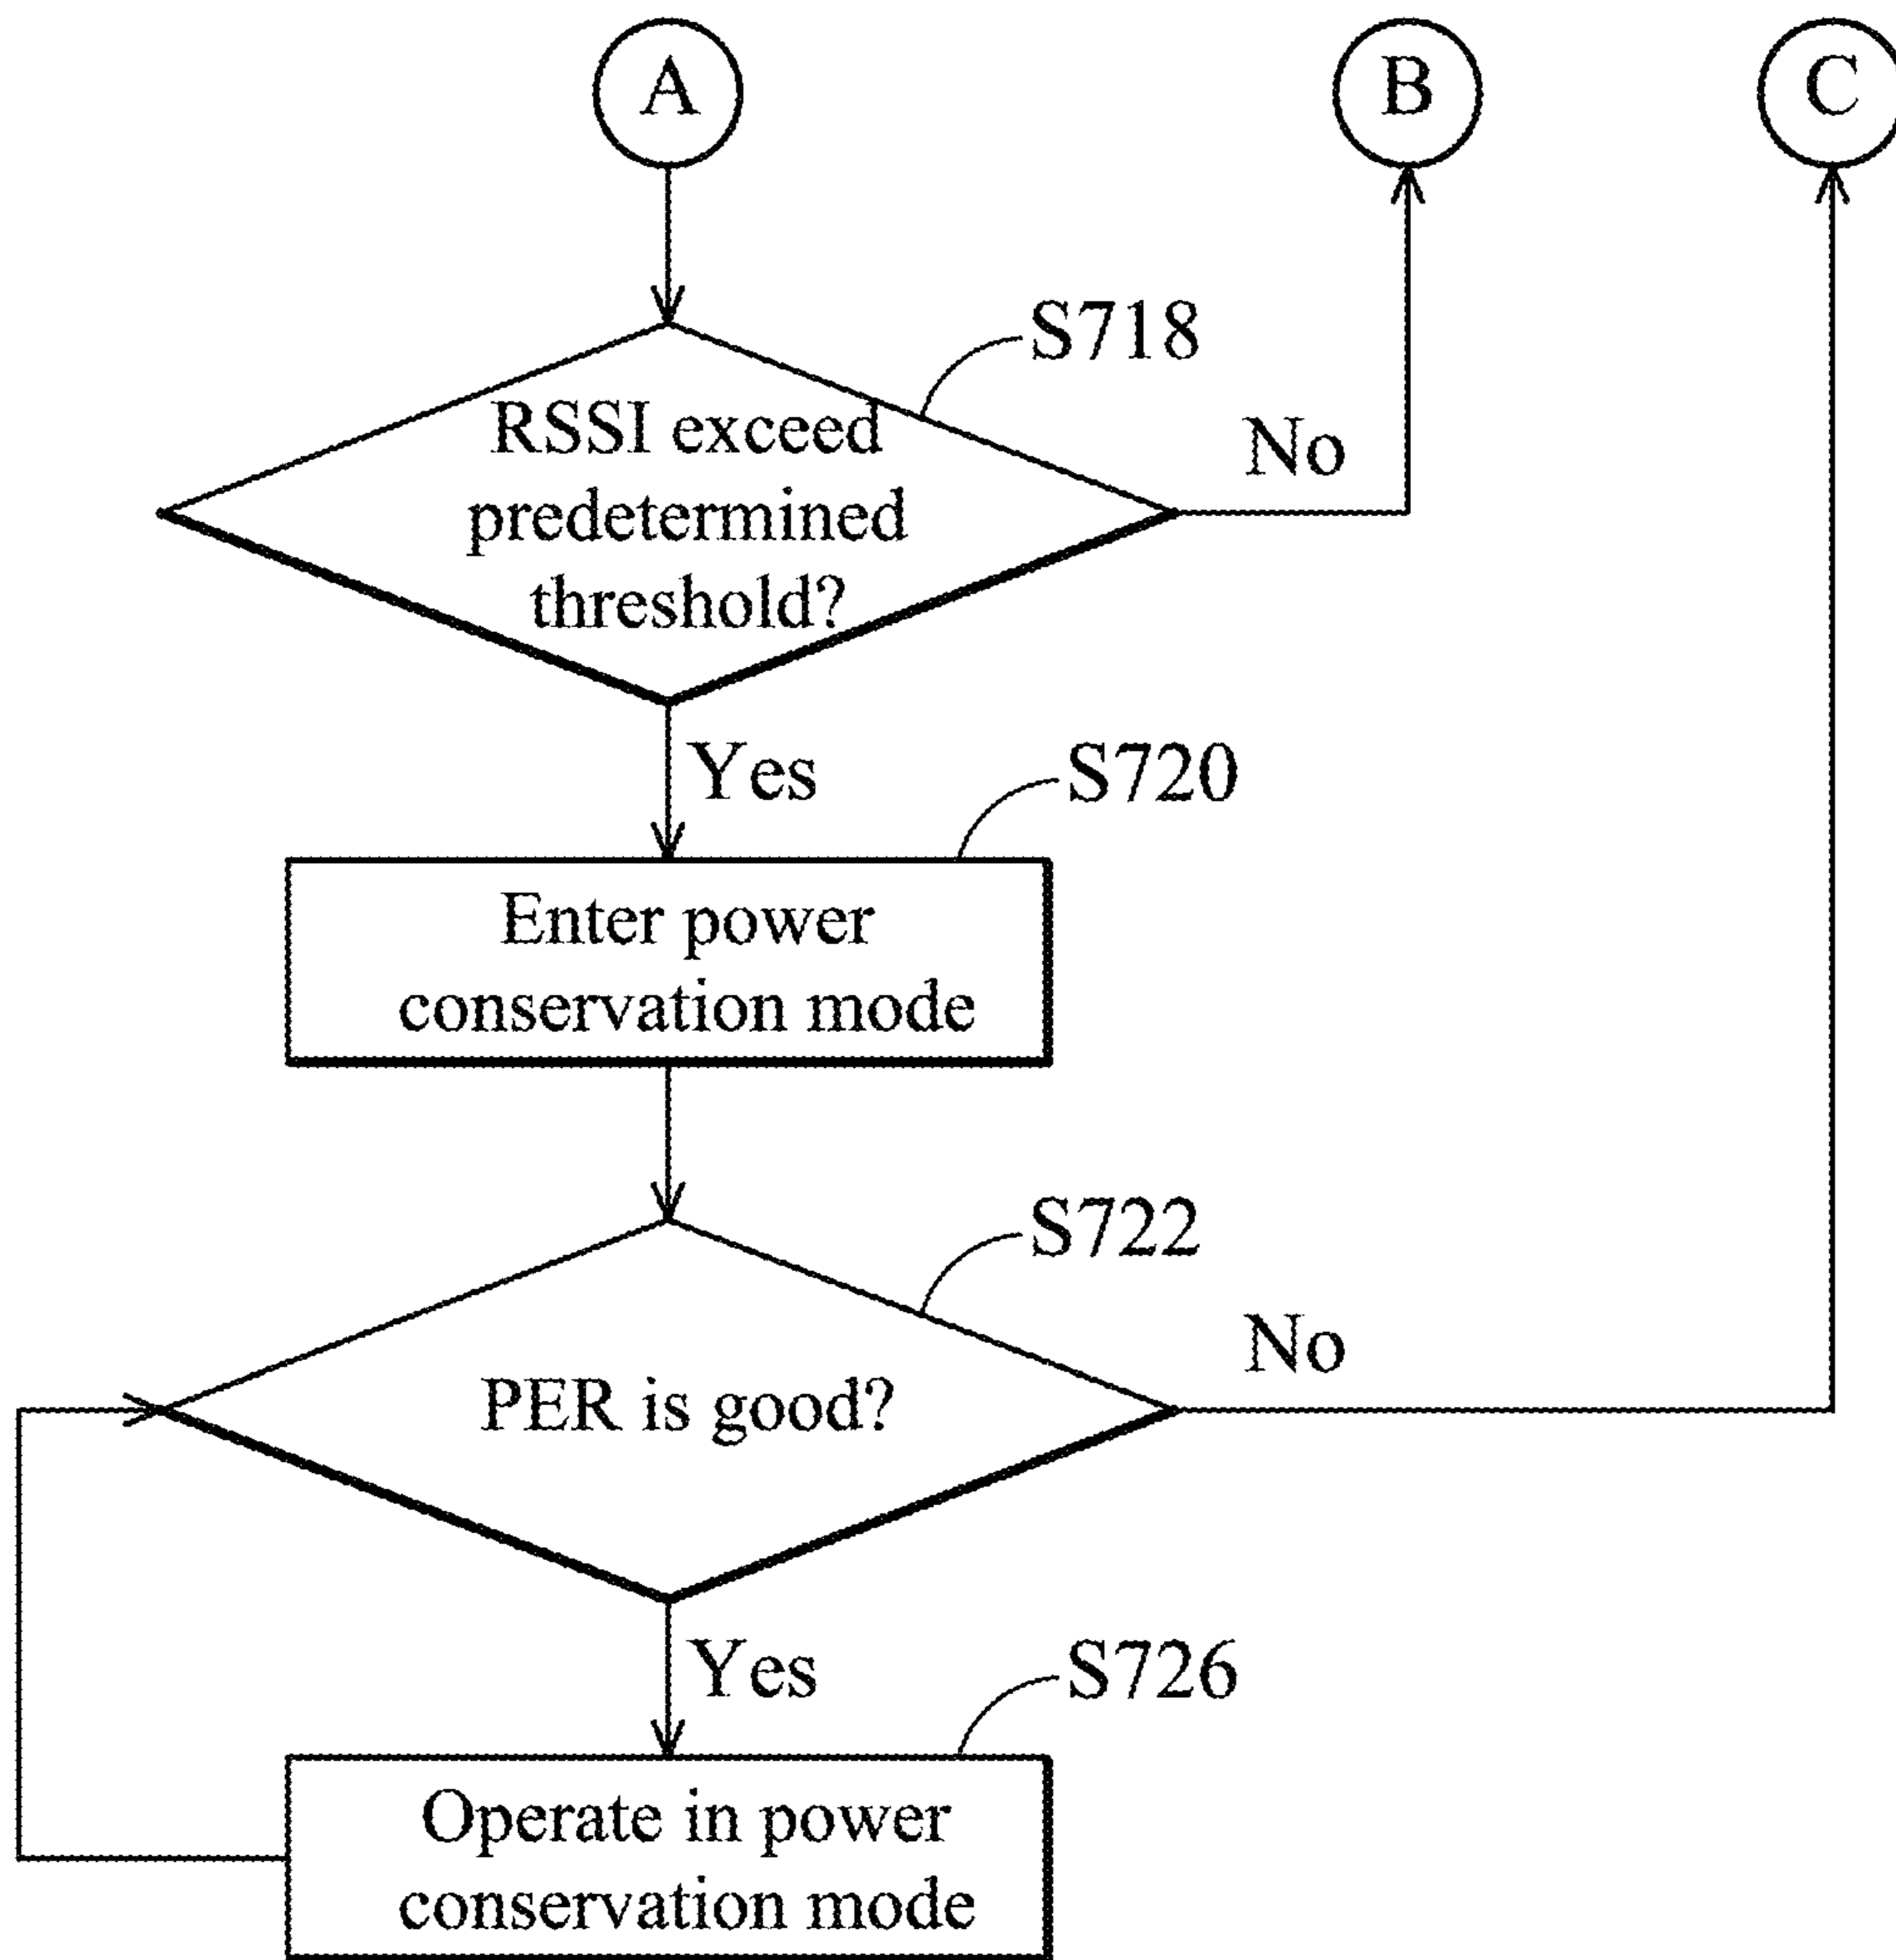 A
B
C
S718
RSSI exceed
predetermined
threshold?
No
Yes
S720
Enter power
conservation mode
S722
PER is good?
No
Yes
S726
Operate in power
conservation mode